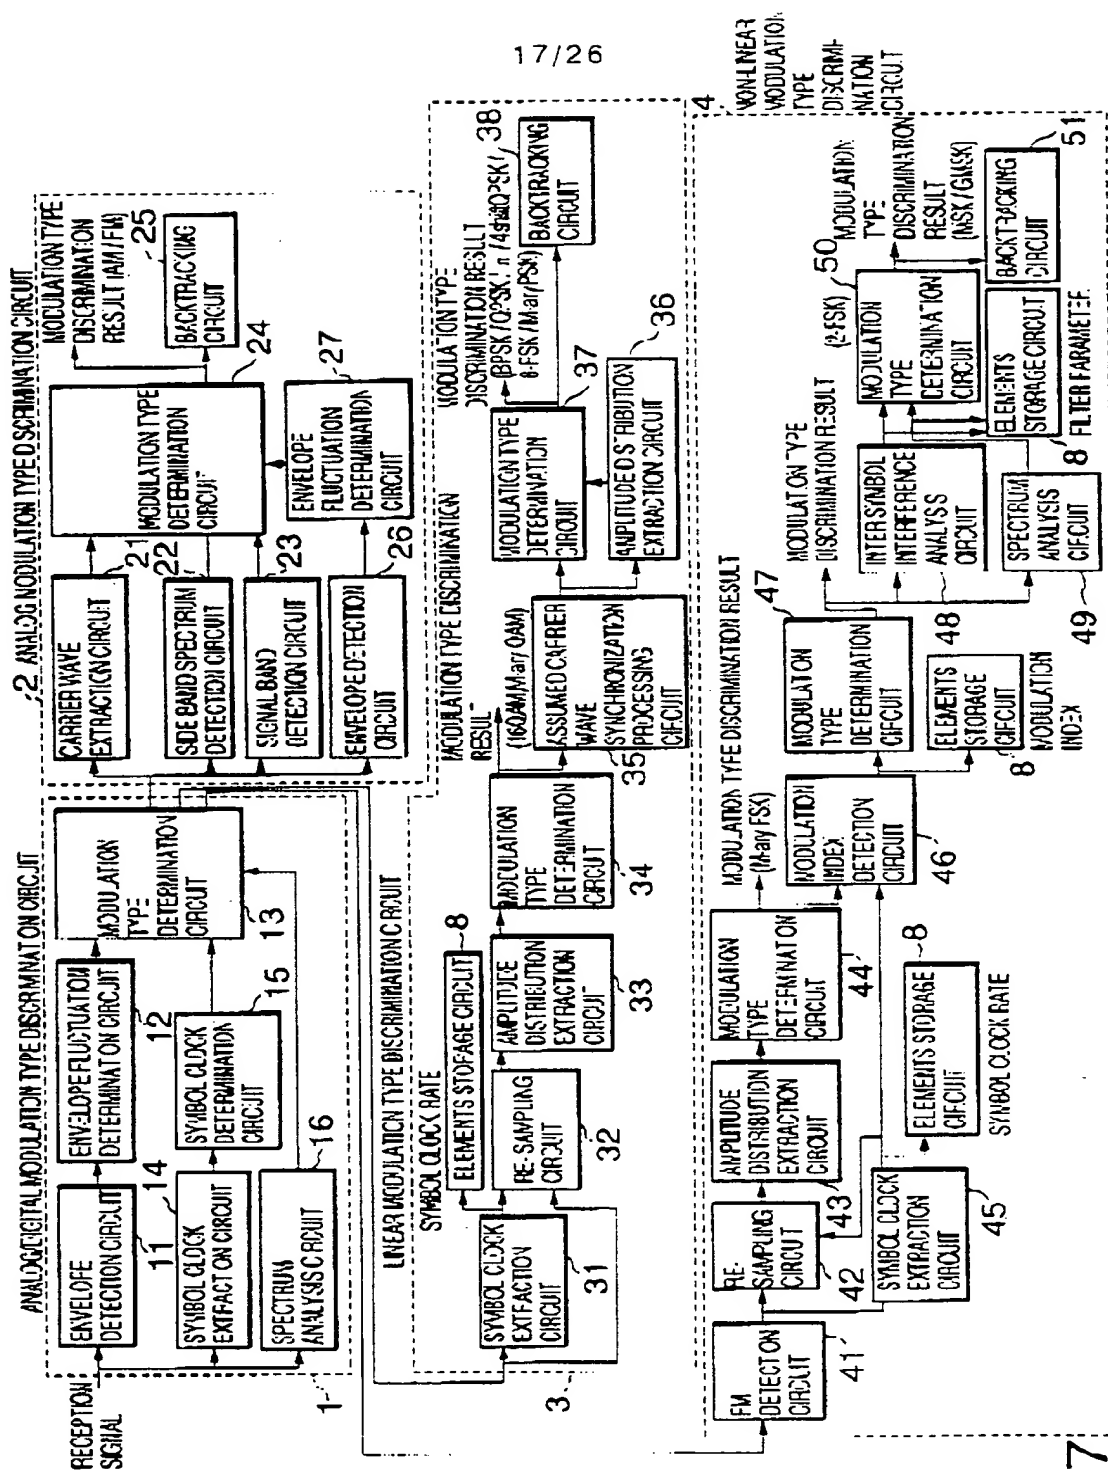 17/26
ANALOG/DIGITAL MODULATION TYPE DISCRIMINATION CIRCUIT
RECEPTION
SIGNAL
1
ENVELOPE
DETECTION CIRCUIT
11
ENVELOPE FLUCTUATION
DETERMINATION CIRCUIT
12
MODULATION
TYPE
DETERMINATION
CIRCUIT
13
SYMBOL CLOCK
EXTRACTION CIRCUIT
14
SYMBOL CLOCK
DETERMINATION
CIRCUIT
15
SPECTRUM
ANALYSIS CIRCUIT
16
2 ANALOG MODULATION TYPE DISCRIMINATION CIRCUIT
CARRIER WAVE
EXTRACTION CIRCUIT
21
SIDE BAND SPECTRUM
DETECTION CIRCUIT
22
SIGNAL BAND
DETECTION CIRCUIT
23
ENVELOPE DETECTION
CIRCUIT
26
MODULATION TYPE
DETERMINATION
CIRCUIT
24
ENVELOPE
FLUCTUATION
DETERMINATION
CIRCUIT
27
MODULATION TYPE
DISCRIMINATION
RESULT (AM/FM)
25
BACKTRACKING
CIRCUIT
LINEAR MODULATION TYPE DISCRIMINATION CIRCUIT
3
SYMBOL CLOCK RATE
ELEMENTS STORAGE CIRCUIT
8
SYMBOL CLOCK
EXTRACTION
CIRCUIT
31
RE-SAMPLING
CIRCUIT
32
AMPLITUDE
DISTRIBUTION
EXTRACTION
CIRCUIT
33
MODULATION
TYPE
DETERMINATION
CIRCUIT
34
MODULATION TYPE DISCRIMINATION
RESULT
(16QAM/M-ary QAM)
ASSUMED CARRIER
WAVE
SYNCHRONIZATION
PROCESSING
CIRCUIT
35
MODULATION TYPE
DETERMINATION
CIRCUIT
37
AMPLITUDE DISTRIBUTION
EXTRACTION CIRCUIT
36
MODULATION TYPE
DISCRIMINATION RESULT
BACKTRACKING
CIRCUIT
38
4
NON-LINEAR
MODULATION
TYPE
DISCRIMI-
NATION
CIRCUIT
FM
DETECTION
CIRCUIT
41
RE-
SAMPLING
CIRCUIT
42
AMPLITUDE
DISTRIBUTION
EXTRACTION
CIRCUIT
43
MODULATION
TYPE
DETERMINATION
CIRCUIT
44
SYMBOL CLOCK
EXTRACTION
CIRCUIT
45
ELEMENTS STORAGE
CIRCUIT
8
SYMBOL CLOCK RATE
MODULATION TYPE DISCRIMINATION RESULT
(M-ary FSK)
MODULATION
INDEX
DETECTION
CIRCUIT
46
MODULATION
TYPE
DETERMINATION
CIRCUIT
47
ELEMENTS
STORAGE
CIRCUIT
8
MODULATION
INDEX
MODULATION TYPE
DISCRIMINATION RESULT
(2-FSK)
INTERSYMBOL
INTERFERENCE
ANALYSIS
CIRCUIT
48
SPECTRUM
ANALYSIS
CIRCUIT
49
MODULATION
TYPE
DETERMINATION
CIRCUIT
50
ELEMENTS
STORAGE CIRCUIT
8
FILTER PARAMETER
MODULATION
TYPE
DISCRIMINATION
RESULT
(MSK/GMSK)
BACKTRACKING
CIRCUIT
51
7